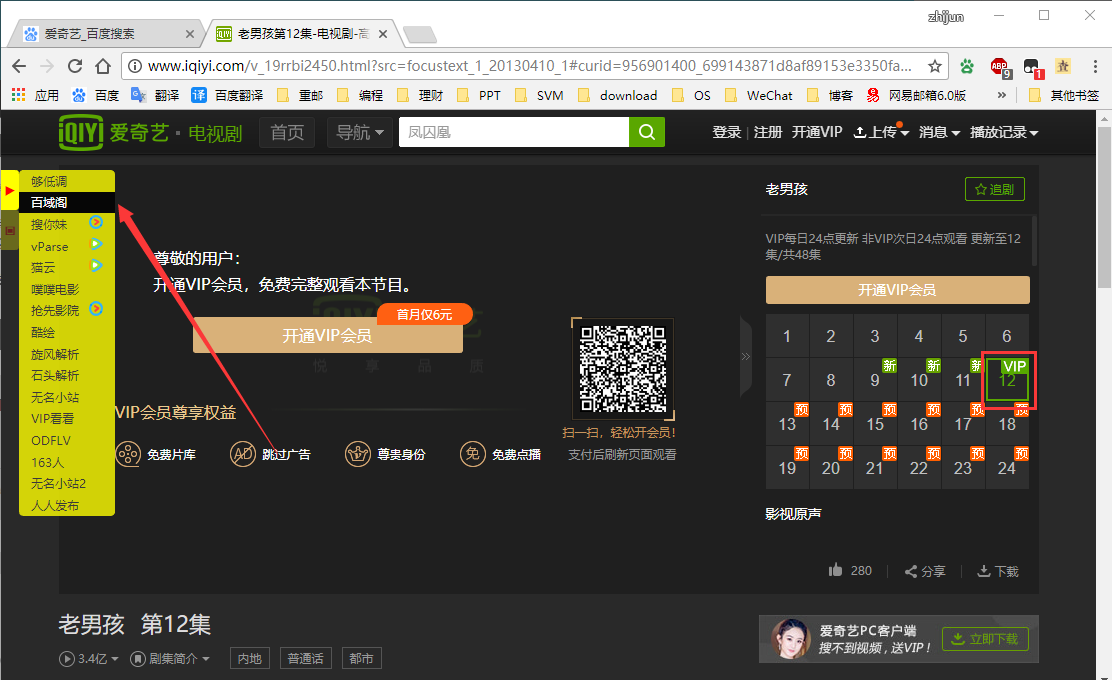 zhijun
爱奇艺_百度搜索
老男孩第12集-电视剧-高
www.iqiyi.com/v_19rrbi2450.html?src=focustext_1_20130410_1#curid=956901400_699143871d8af89153e3350fa...
ABP 9 1
应用 百度 翻译 百度翻译 重邮 编程 理财 PPT SVM download OS WeChat 博客 网易邮箱6.0版 » 其他书签
iQIYI 爱奇艺 · 电视剧 首页 导航 凤囚凰 登录 | 注册 开通VIP 上传 消息 播放记录
够低调
百域阁
搜你妹
vParse
猫云
噗噗电影
抢先影院
酷绘
旋风解析
石头解析
无名小站
VIP看看
ODFLV
163人
无名小站2
人人发布
尊敬的用户：
开通VIP会员，免费完整观看本节目。
首月仅6元
开通VIP会员
悦享品质
VIP会员尊享权益
免费片库
AD 跳过广告
尊贵身份
免 免费点播
扫一扫，轻松开会员！
支付后刷新页面观看
老男孩
追剧
VIP每日24点更新 非VIP次日24点观看 更新至12
集/共48集
开通VIP会员
1 2 3 4 5 6
新 新 新 VIP
7 8 9 10 11 12
预 预 预 预 预 预
13 14 15 16 17 18
预 预 预 预 预 预
19 20 21 22 23 24
影视原声
280 分享 下载
老男孩 第12集
3.4亿 剧集简介 内地 普通话 都市
爱奇艺PC客户端
搜不到视频，送VIP！
立即下载